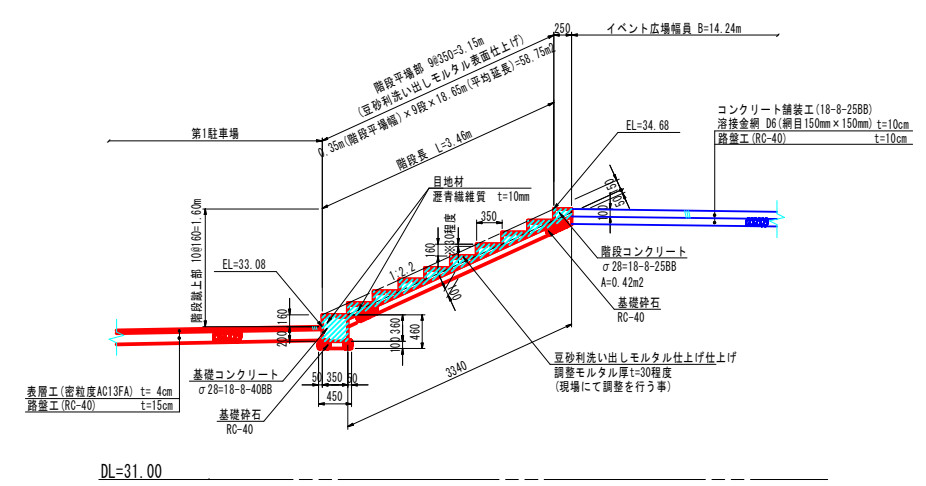 250
イベント広場幅員 B=14.24m
階段平場部 9@350=3.15m
(豆砂利洗い出しモルタル表面仕上げ)
0.35m(階段平場幅)×9段×18.65m(平均延長)=58.75m2
階段長 L=3.46m
第1駐車場
EL=34.68
コンクリート舗装工(18-8-25BB)
溶接金網 D6(網目150mm×150mm) t=10cm
路盤工(RC-40) t=10cm
目地材
瀝青繊維質 t=10mm
50
150
100
350
160
※30程度
100
1:2.2
階段蹴上部 10@160=1.60m
EL=33.08
160
200
階段コンクリート
σ28=18-8-25BB
A=0.42m2
基礎砕石
RC-40
360
100
460
豆砂利洗い出しモルタル仕上げ仕上げ
調整モルタル厚t=30程度
(現場にて調整を行う事)
3340
基礎コンクリート
σ28=18-8-40BB
50 350 50
450
基礎砕石
RC-40
表層工(密粒度AC13FA) t= 4cm
路盤工(RC-40) t=15cm
DL=31.00